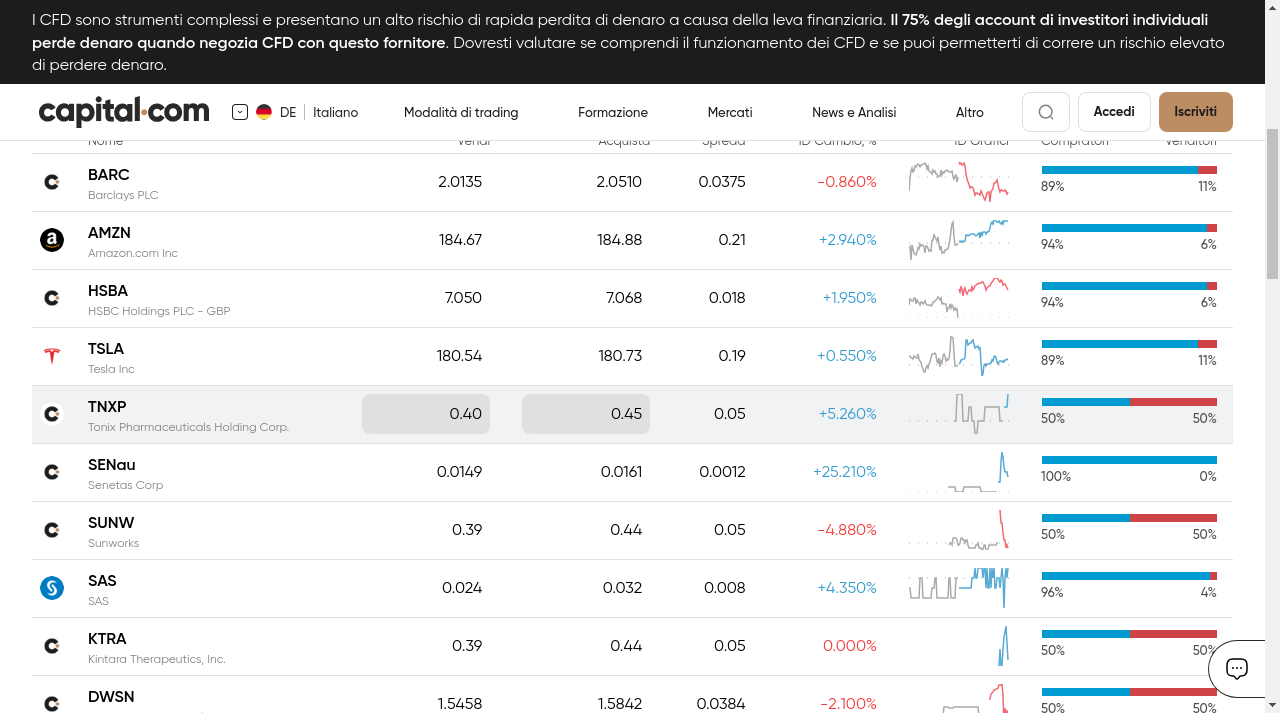 I CFD sono strumenti complessi e presentano un alto rischio di rapida perdita di denaro a causa della leva finanziaria. Il 75% degli account di investitori individuali
perde denaro quando negozia CFD con questo fornitore. Dovresti valutare se comprendi il funzionamento dei CFD e se puoi permetterti di correre un rischio elevato
di perdere denaro.
capital.com DE Italiano Modalità di trading Formazione Mercati News e Analisi Altro Accedi Iscriviti
Nome Vendi Acquista Spread ID Cambio, % ID Grafici Compratori Venditori
BARC 2.0135 2.0510 0.0375 -0.860% 89% 11%
Barclays PLC
AMZN 184.67 184.88 0.21 +2.940% 94% 6%
Amazon.com Inc
HSBA 7.050 7.068 0.018 +1.950% 94% 6%
HSBC Holdings PLC - GBP
TSLA 180.54 180.73 0.19 +0.550% 89% 11%
Tesla Inc
TNXP 0.40 0.45 0.05 +5.260% 50% 50%
Tonix Pharmaceuticals Holding Corp.
SENau 0.0149 0.0161 0.0012 +25.210% 100% 0%
Senetas Corp
SUNW 0.39 0.44 0.05 -4.880% 50% 50%
Sunworks
SAS 0.024 0.032 0.008 +4.350% 96% 4%
SAS
KTRA 0.39 0.44 0.05 0.000% 50% 50%
Kintara Therapeutics, Inc.
DWSN 1.5458 1.5842 0.0384 -2.100% 50% 50%